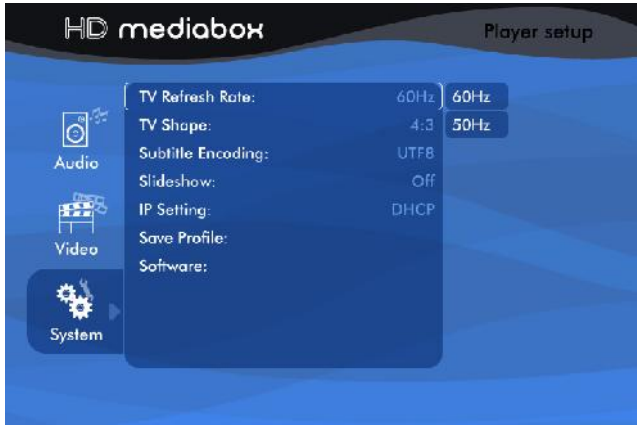 HD mediabox
Player setup
TV Refresh Rate: 60Hz 60Hz
TV Shape: 4:3 50Hz
Subtitle Encoding: UTF8
Slideshow: Off
IP Setting: DHCP
Save Profile:
Software:
Audio
Video
System